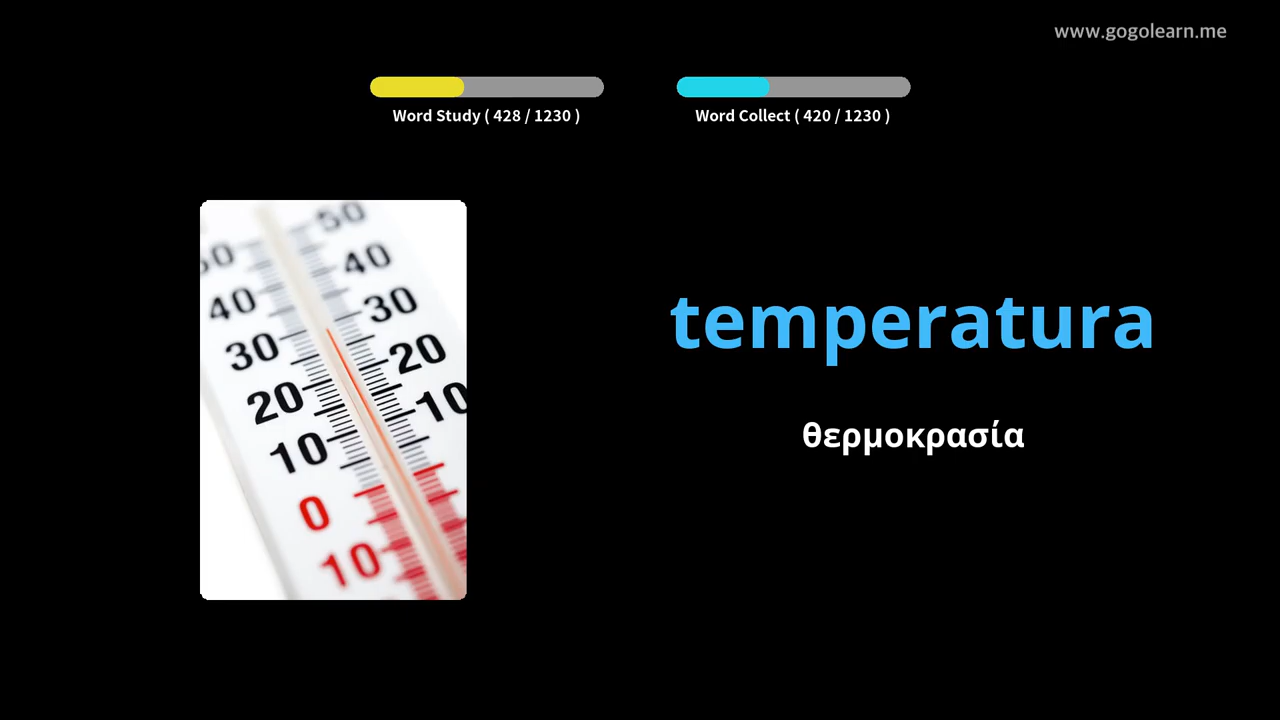 www.gogolearn.me
Word Study ( 428 / 1230 )
Word Collect ( 420 / 1230 )
50
50
40
40
30
30
20
20
10
10
0
10
temperatura
θερμοκρασία